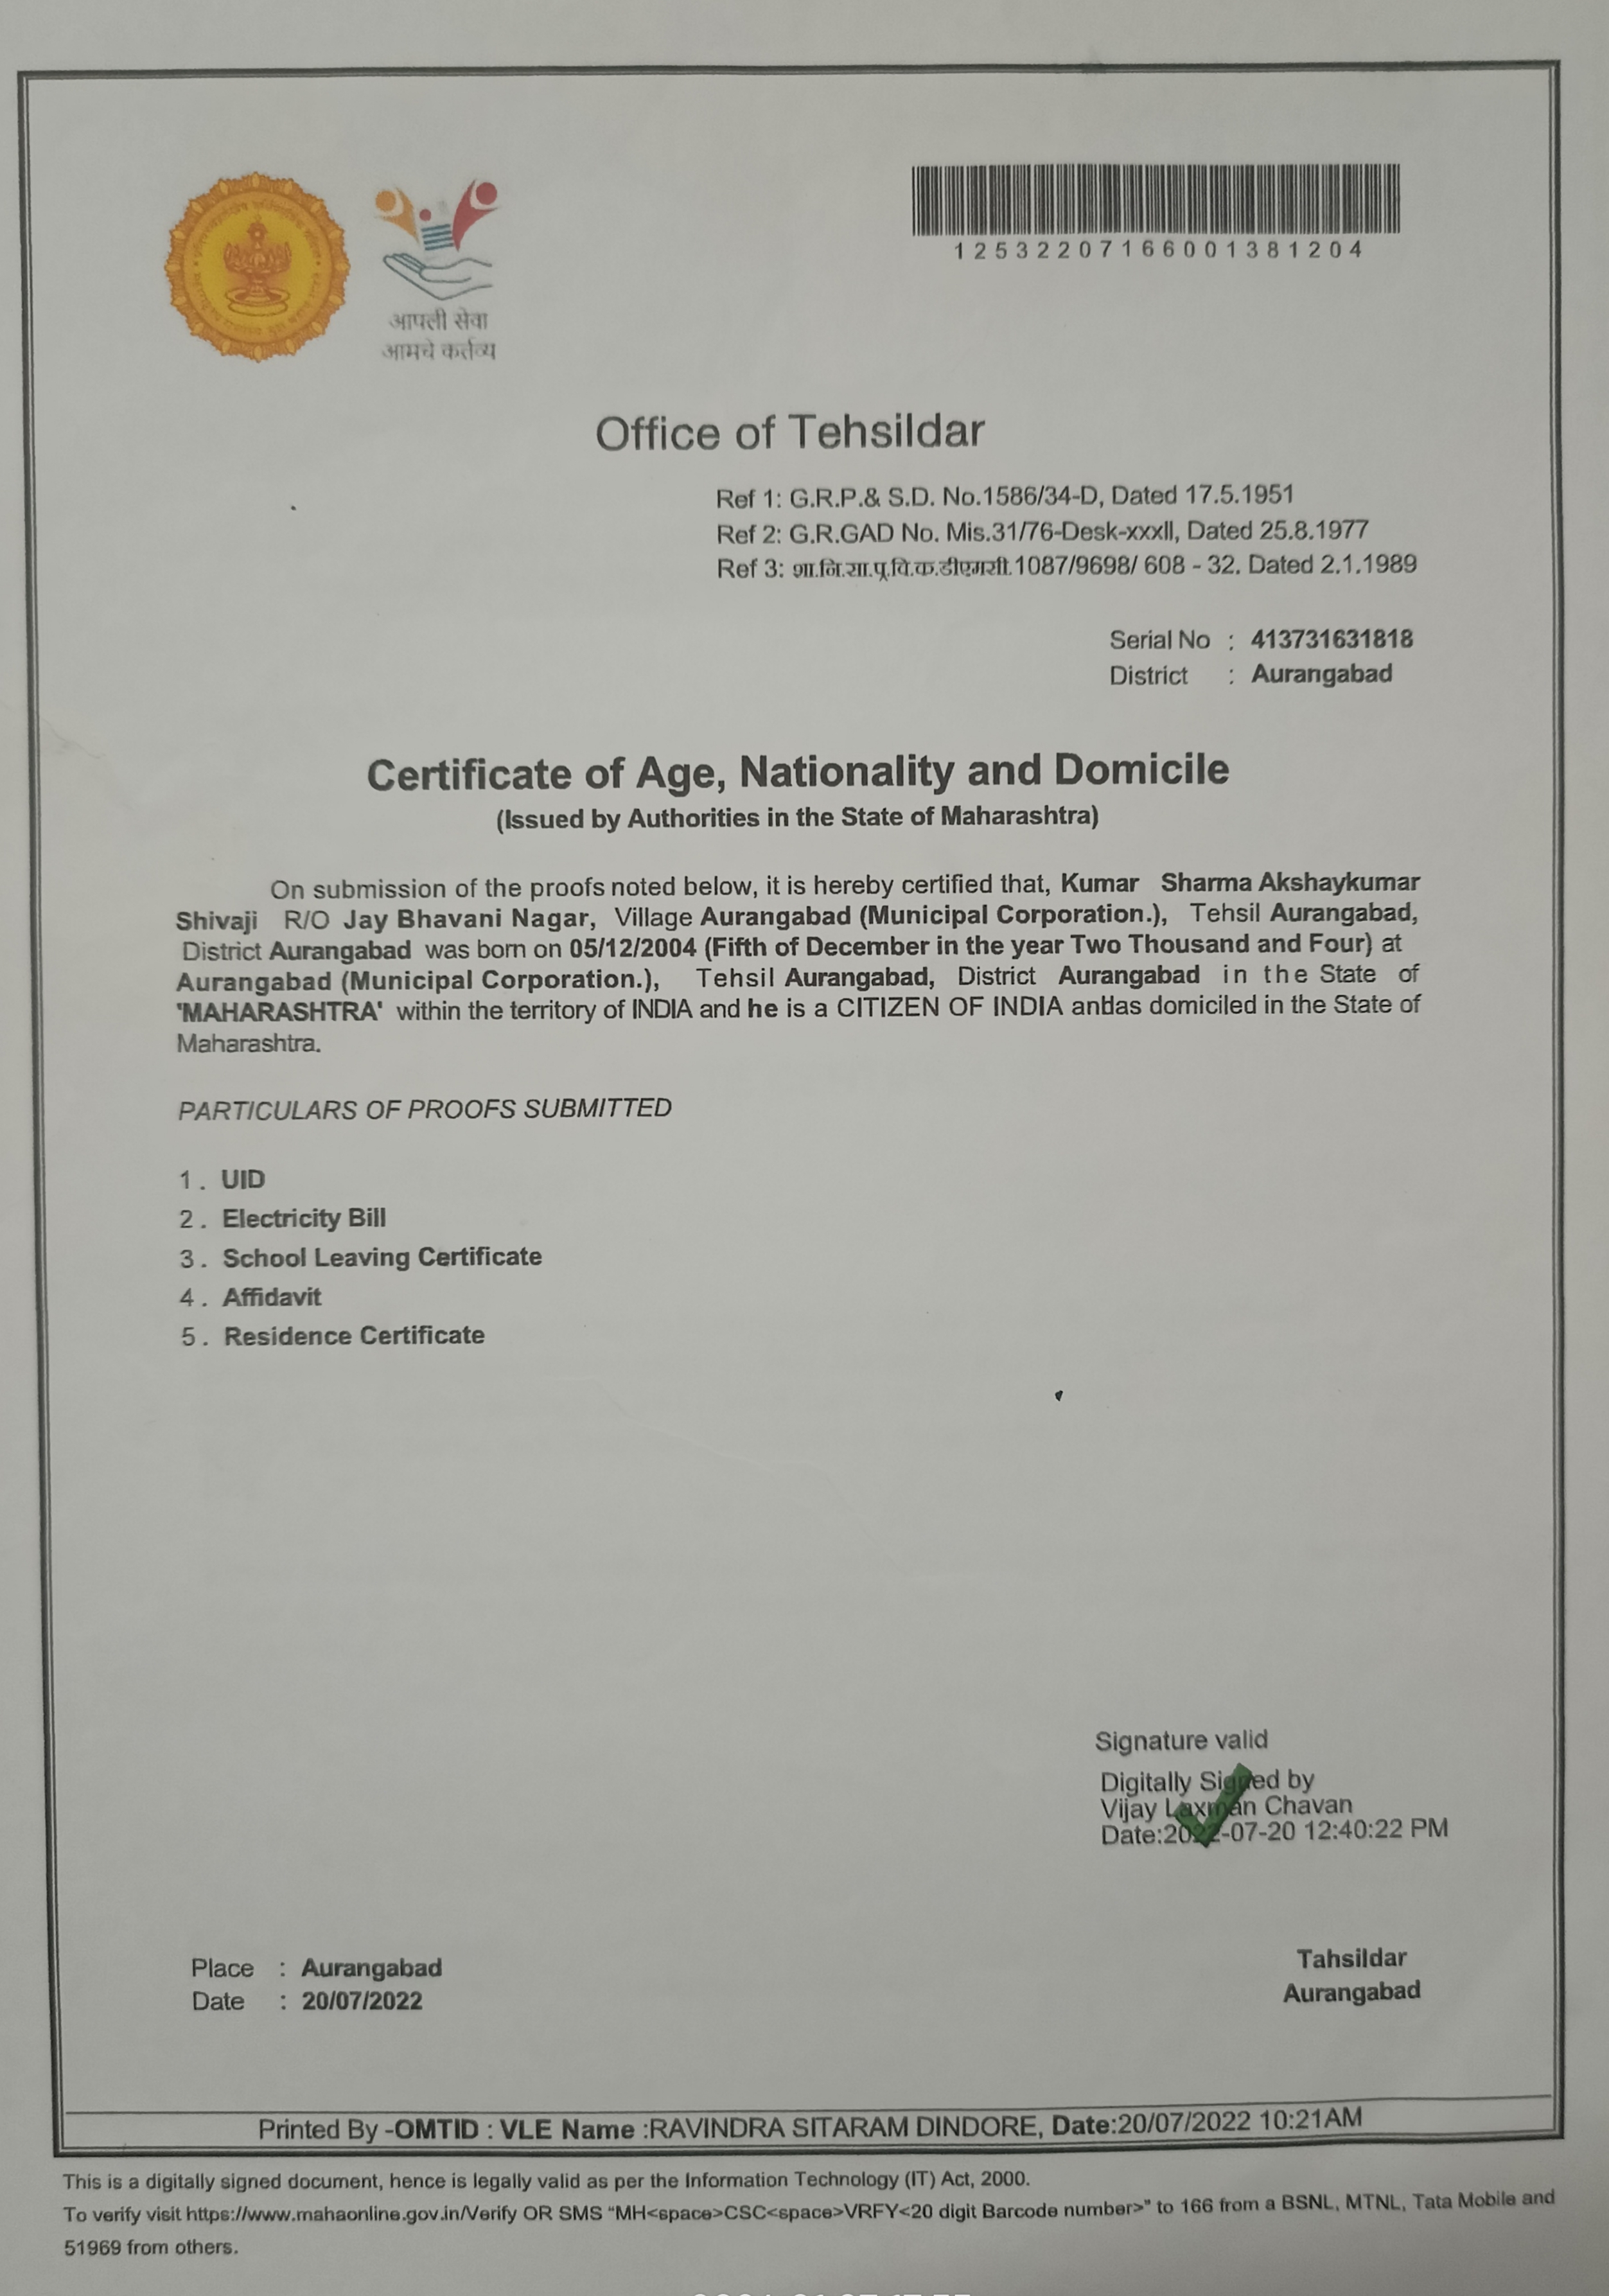 12532207166001381204
आपली सेवा
आमचे कर्तव्य
Office of Tehsildar
Ref 1: G.R.P.& S.D. No.1586/34-D, Dated 17.5.1951
Ref 2: G.R.GAD No. Mis.31/76-Desk-xxxll, Dated 25.8.1977
Ref 3: शा.नि.सा.प्र.वि.क.डीएमसी.1087/9698/ 608 - 32. Dated 2.1.1989
Serial No : 413731631818
District : Aurangabad
Certificate of Age, Nationality and Domicile
(Issued by Authorities in the State of Maharashtra)
On submission of the proofs noted below, it is hereby certified that, Kumar Sharma Akshaykumar
Shivaji R/O Jay Bhavani Nagar, Village Aurangabad (Municipal Corporation.), Tehsil Aurangabad,
District Aurangabad was born on 05/12/2004 (Fifth of December in the year Two Thousand and Four) at
Aurangabad (Municipal Corporation.), Tehsil Aurangabad, District Aurangabad in the State of
'MAHARASHTRA' within the territory of INDIA and he is a CITIZEN OF INDIA and has domiciled in the State of
Maharashtra.
PARTICULARS OF PROOFS SUBMITTED
1 . UID
2 . Electricity Bill
3 . School Leaving Certificate
4 . Affidavit
5 . Residence Certificate
Signature valid
Digitally Signed by
Vijay Laxman Chavan
Date:2022-07-20 12:40:22 PM
Place : Aurangabad
Date : 20/07/2022
Tahsildar
Aurangabad
Printed By -OMTID : VLE Name :RAVINDRA SITARAM DINDORE, Date:20/07/2022 10:21AM
This is a digitally signed document, hence is legally valid as per the Information Technology (IT) Act, 2000.
To verify visit https://www.mahaonline.gov.in/Verify OR SMS “MH<space>CSC<space>VRFY<20 digit Barcode number>” to 166 from a BSNL, MTNL, Tata Mobile and
51969 from others.